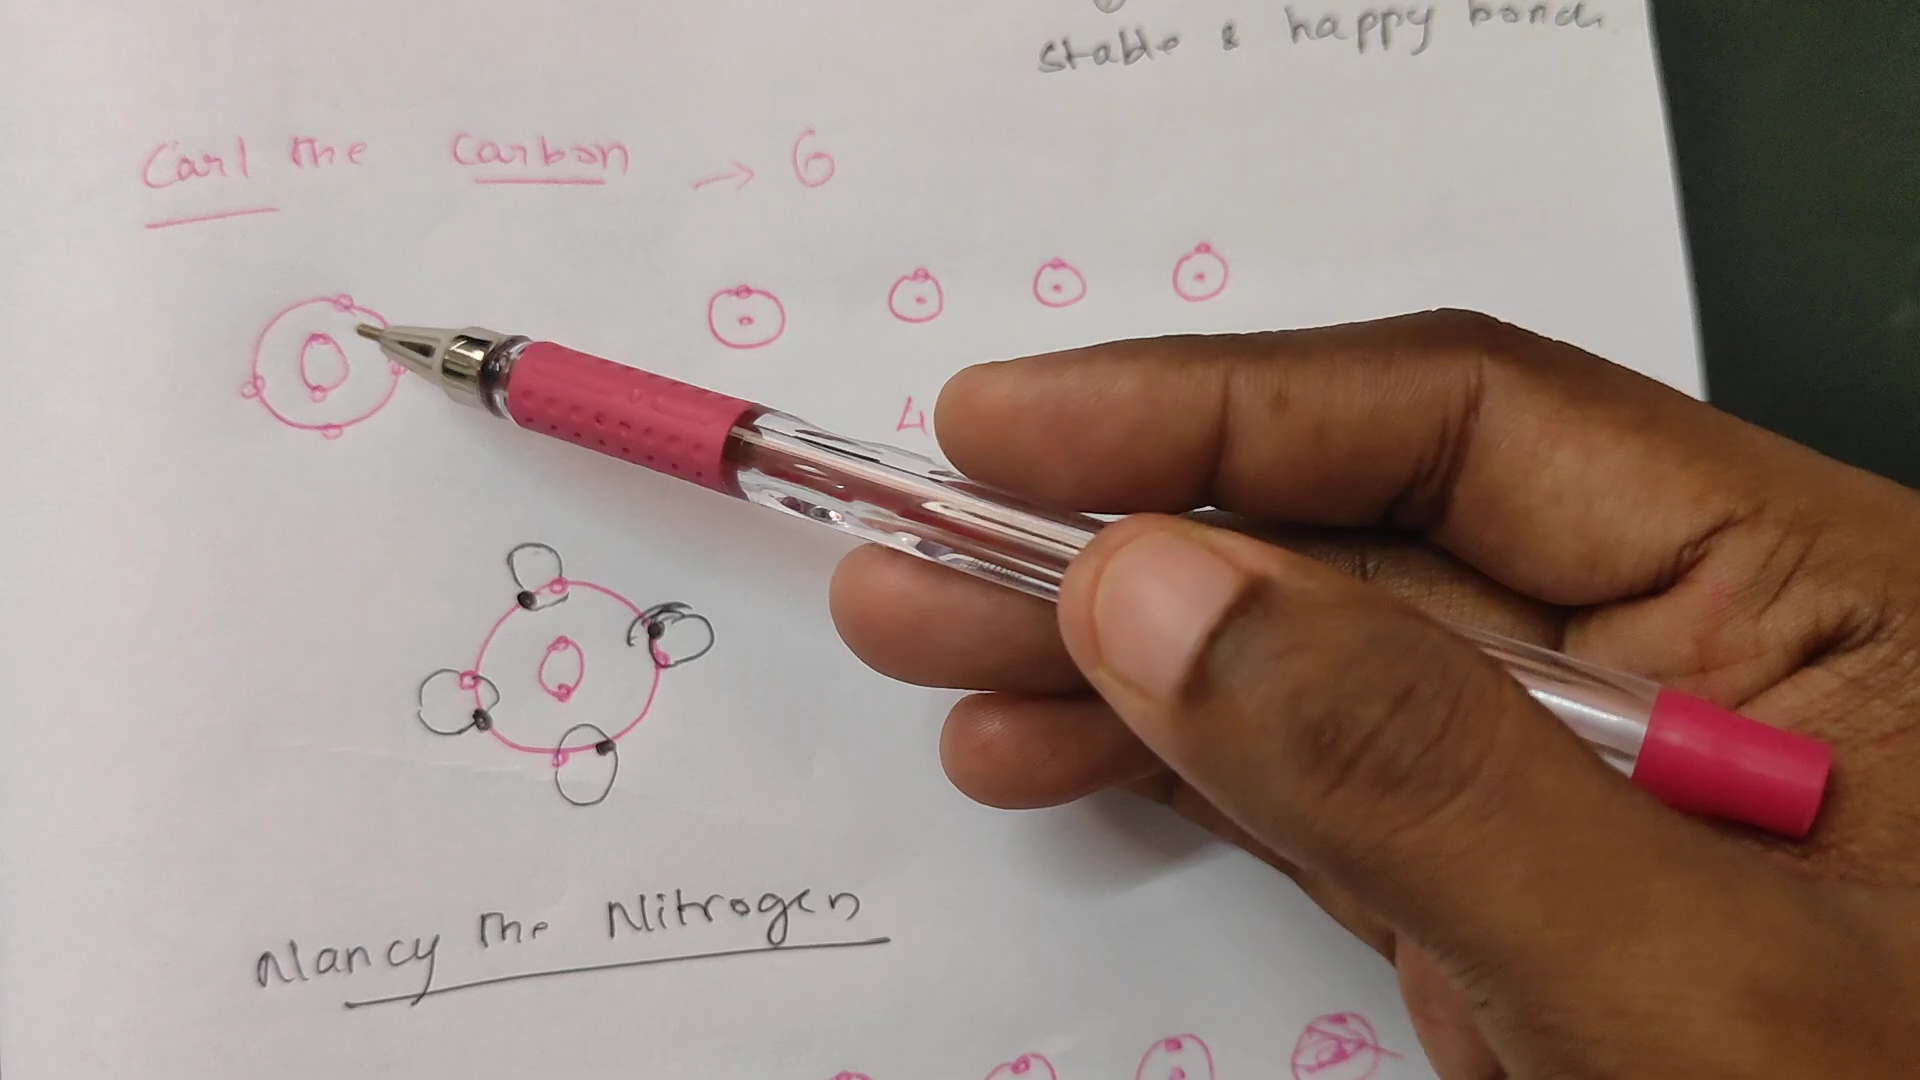 stable & happy bond
Carl the Carbon → 6
4
Nancy the Nitrogen